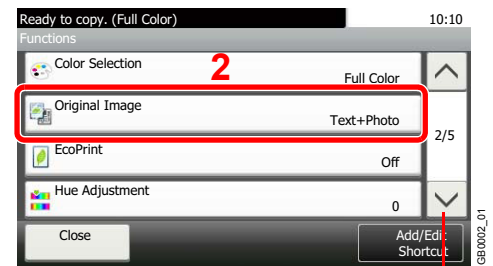 Ready to copy. (Full Color)
10:10
Functions
Color Selection
2
Full Color
Original Image
Text+Photo
2/5
EcoPrint
Off
Hue Adjustment
0
Close
Add/Edit
Shortcut
GB0002_01